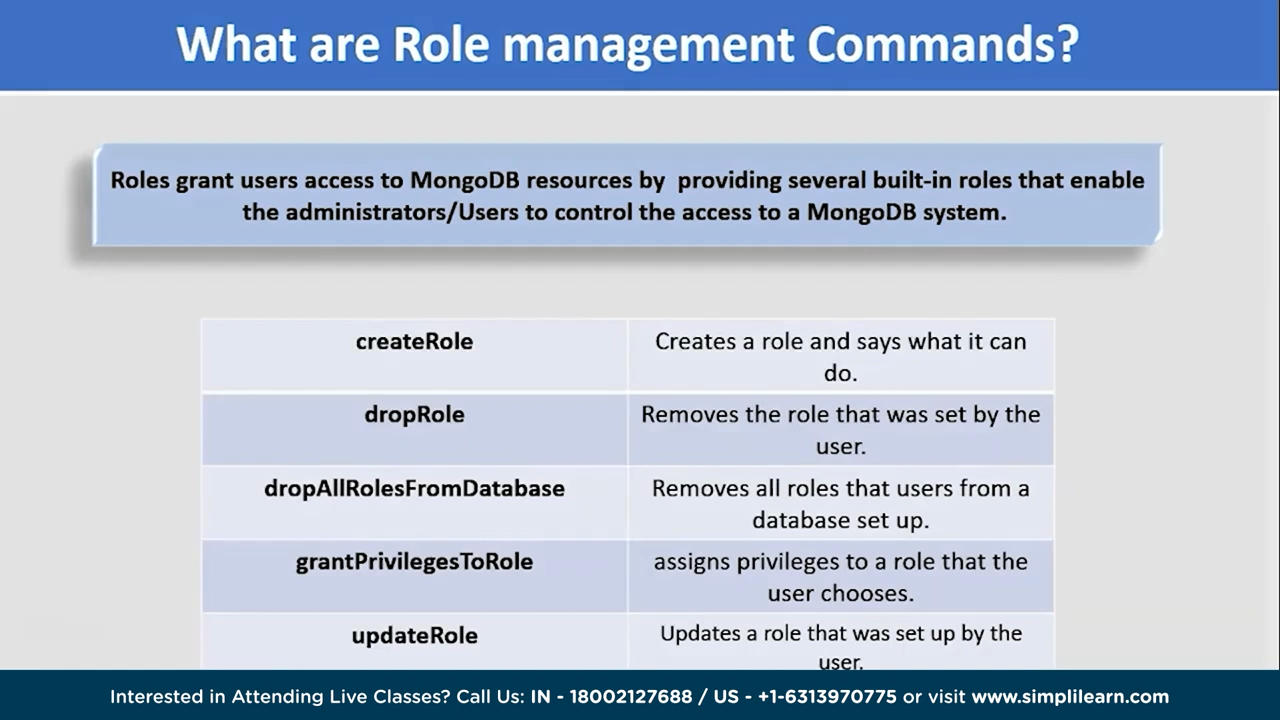 What are Role management Commands?
Roles grant users access to MongoDB resources by  providing several built-in roles that enable
the administrators/Users to control the access to a MongoDB system.
createRole
Creates a role and says what it can
do.
dropRole
Removes the role that was set by the
user.
dropAllRolesFromDatabase
Removes all roles that users from a
database set up.
grantPrivilegesToRole
assigns privileges to a role that the
user chooses.
updateRole
Updates a role that was set up by the
user.
Interested in Attending Live Classes? Call Us: IN - 18002127688 / US - +1-6313970775 or visit www.simplilearn.com